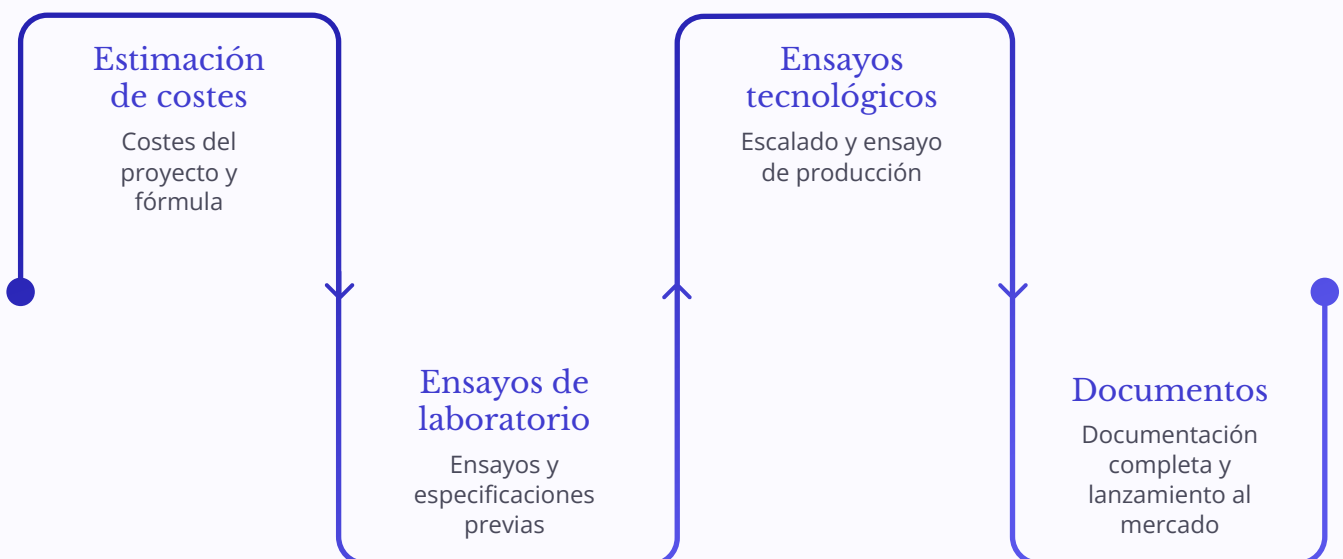 Estimación
de costes
Costes del
proyecto y
fórmula
Ensayos de
laboratorio
Ensayos y
especificaciones
previas
Ensayos
tecnológicos
Escalado y ensayo
de producción
Documentos
Documentación
completa y
lanzamiento al
mercado